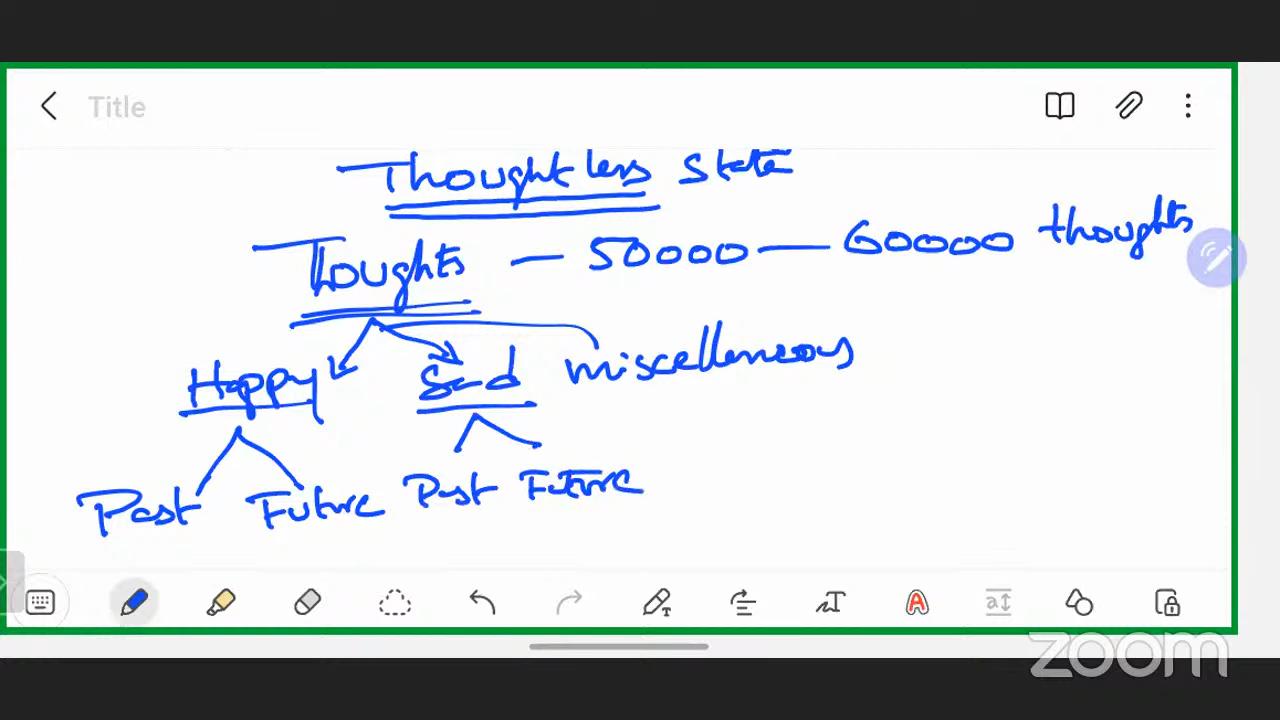 Title
Thoughtless state
Thoughts — 50000 — 60000 thoughts
Happy Sad miscellaneous
Past Future Past Future
T T A a
zoom